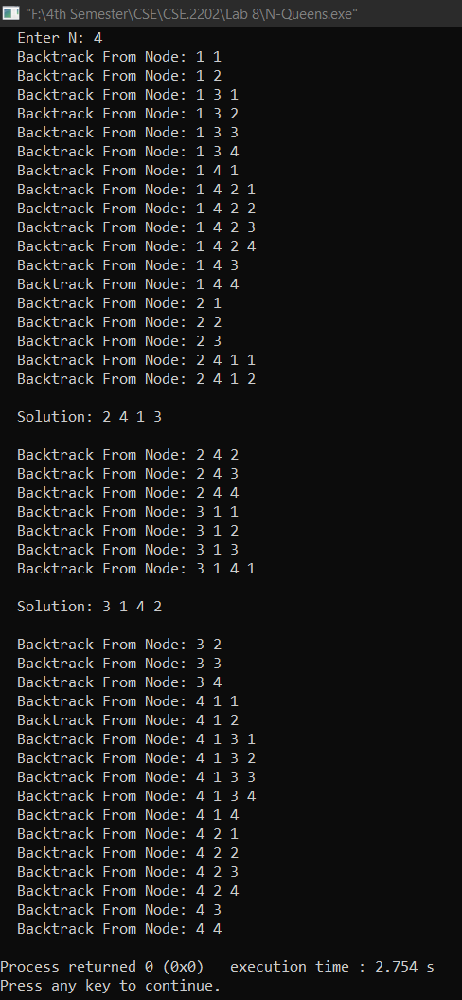 "F:\4th Semester\CSE\CSE.2202\Lab 8\N-Queens.exe"
Enter N: 4
Backtrack From Node: 1 1
Backtrack From Node: 1 2
Backtrack From Node: 1 3 1
Backtrack From Node: 1 3 2
Backtrack From Node: 1 3 3
Backtrack From Node: 1 3 4
Backtrack From Node: 1 4 1
Backtrack From Node: 1 4 2 1
Backtrack From Node: 1 4 2 2
Backtrack From Node: 1 4 2 3
Backtrack From Node: 1 4 2 4
Backtrack From Node: 1 4 3
Backtrack From Node: 1 4 4
Backtrack From Node: 2 1
Backtrack From Node: 2 2
Backtrack From Node: 2 3
Backtrack From Node: 2 4 1 1
Backtrack From Node: 2 4 1 2
Solution: 2 4 1 3
Backtrack From Node: 2 4 2
Backtrack From Node: 2 4 3
Backtrack From Node: 2 4 4
Backtrack From Node: 3 1 1
Backtrack From Node: 3 1 2
Backtrack From Node: 3 1 3
Backtrack From Node: 3 1 4 1
Solution: 3 1 4 2
Backtrack From Node: 3 2
Backtrack From Node: 3 3
Backtrack From Node: 3 4
Backtrack From Node: 4 1 1
Backtrack From Node: 4 1 2
Backtrack From Node: 4 1 3 1
Backtrack From Node: 4 1 3 2
Backtrack From Node: 4 1 3 3
Backtrack From Node: 4 1 3 4
Backtrack From Node: 4 1 4
Backtrack From Node: 4 2 1
Backtrack From Node: 4 2 2
Backtrack From Node: 4 2 3
Backtrack From Node: 4 2 4
Backtrack From Node: 4 3
Backtrack From Node: 4 4
Process returned 0 (0x0)   execution time : 2.754 s
Press any key to continue.